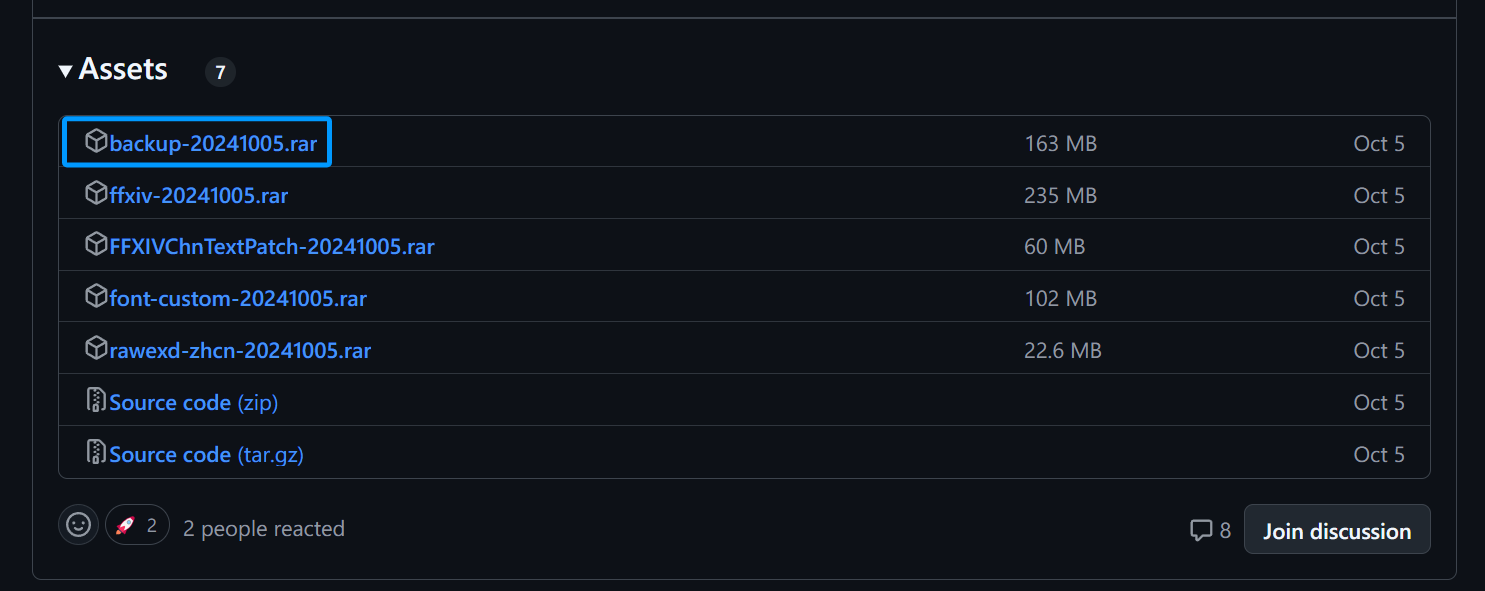 Assets 7
backup-20241005.rar 163 MB Oct 5
ffxiv-20241005.rar 235 MB Oct 5
FFXIVChnTextPatch-20241005.rar 60 MB Oct 5
font-custom-20241005.rar 102 MB Oct 5
rawexd-zhcn-20241005.rar 22.6 MB Oct 5
Source code (zip) Oct 5
Source code (tar.gz) Oct 5
2 2 people reacted 8 Join discussion